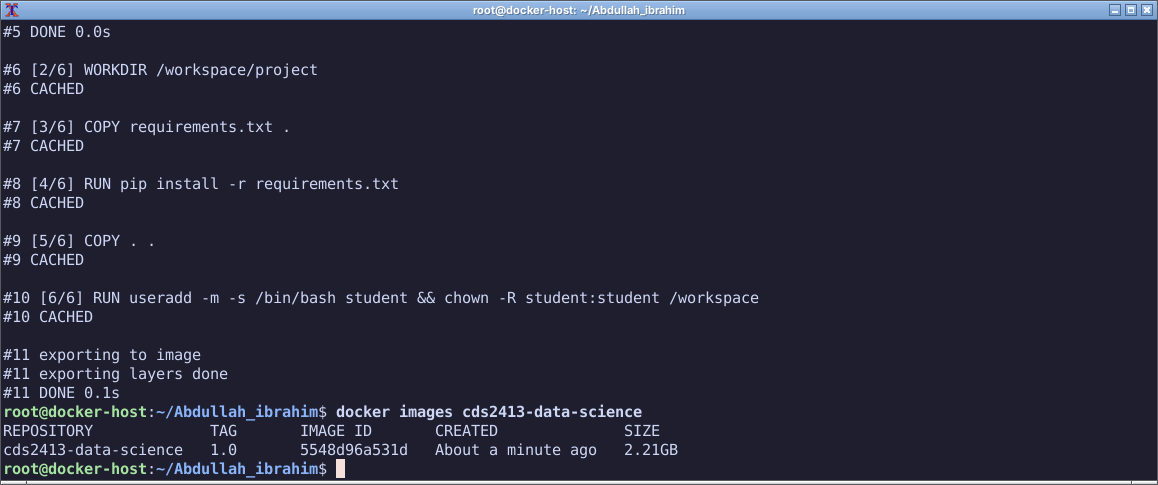 root@docker-host: ~/Abdullah_ibrahim
#5 DONE 0.0s
#6 [2/6] WORKDIR /workspace/project
#6 CACHED
#7 [3/6] COPY requirements.txt .
#7 CACHED
#8 [4/6] RUN pip install -r requirements.txt
#8 CACHED
#9 [5/6] COPY . .
#9 CACHED
#10 [6/6] RUN useradd -m -s /bin/bash student && chown -R student:student /workspace
#10 CACHED
#11 exporting to image
#11 exporting layers done
#11 DONE 0.1s
root@docker-host:~/Abdullah_ibrahim$ docker images cds2413-data-science
REPOSITORY             TAG       IMAGE ID       CREATED              SIZE
cds2413-data-science   1.0       5548d96a531d   About a minute ago   2.21GB
root@docker-host:~/Abdullah_ibrahim$